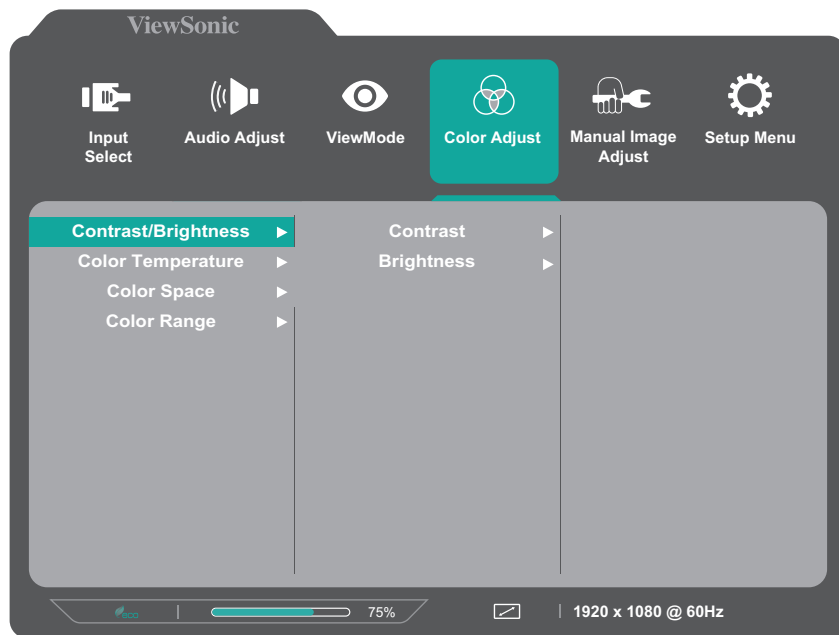 ViewSonic
Input
Select
Audio Adjust
ViewMode
Color Adjust
Manual Image
Adjust
Setup Menu
Contrast/Brightness
Color Temperature
Color Space
Color Range
Contrast
Brightness
eco
75%
1920 x 1080 @ 60Hz